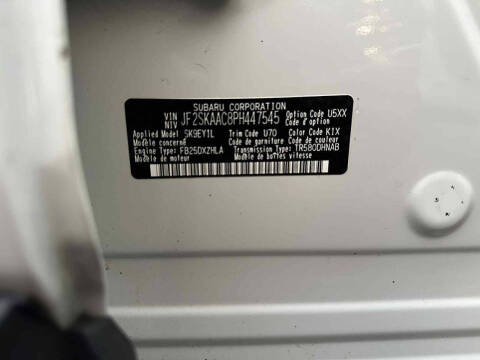 SUBARU CORPORATION
VIN NIV JF2SKAAC8PH447545 Option Code U5XX Code d'option
Applied Model SK9EY1L Trim Code U70 Color Code K1X
Modèle concerné Code de garniture Code de couleur
Engine Type FB25DXZHLA Transmission Type TR580DHNAB
Modèle de moteur Modèle de boîtes vitesse